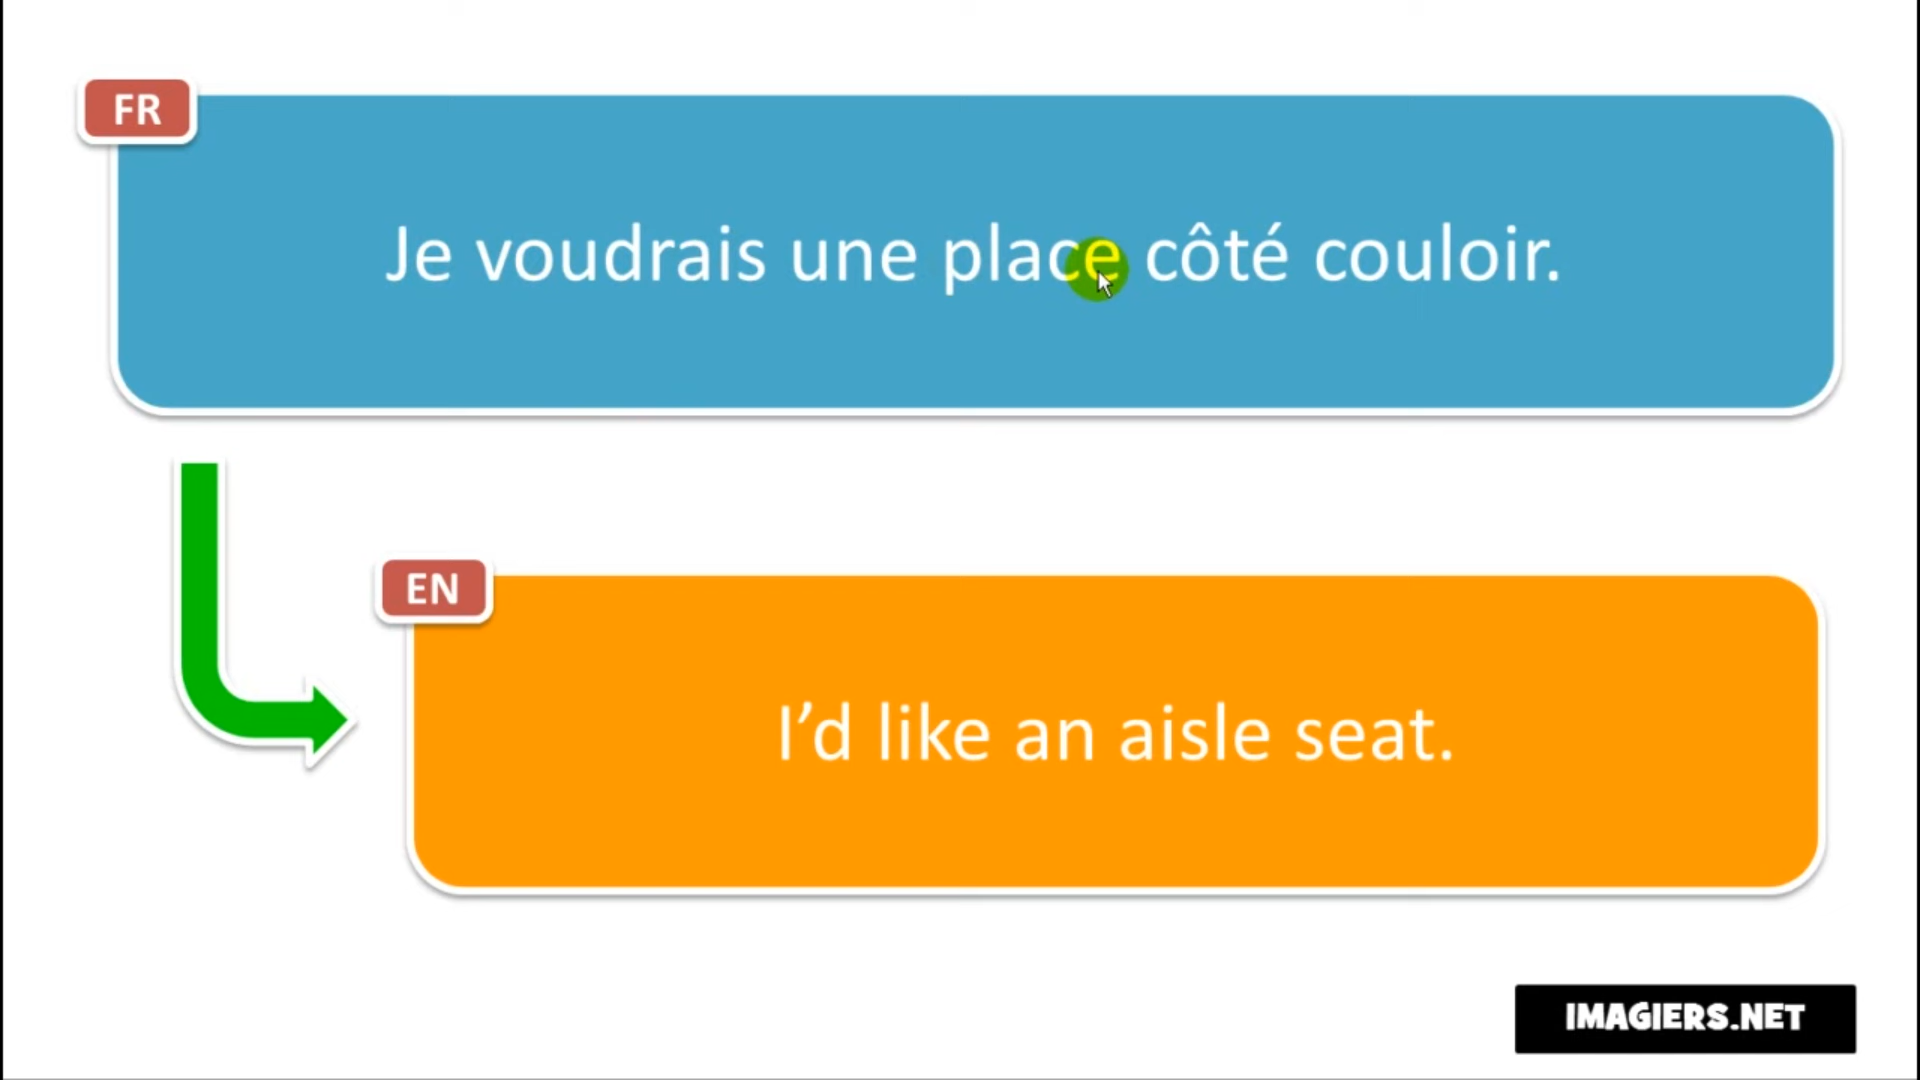 FR
Je voudrais une place côté couloir.
EN
I’d like an aisle seat.
IMAGIERS.NET